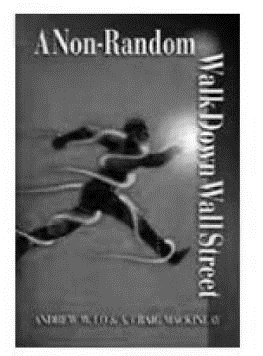 A Non-Random
Walk Down Wall Street
ANDREW W. LO & A. CRAIG MACKINLAY